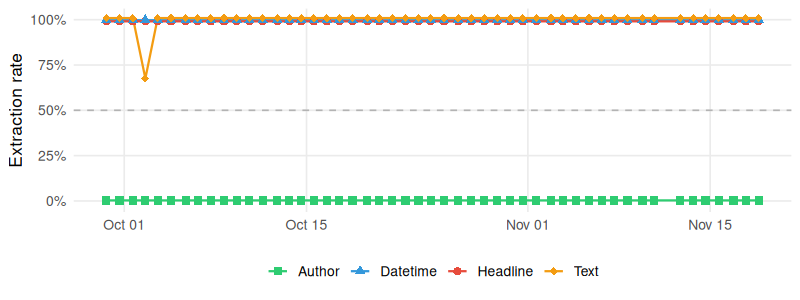 Extraction rate
100%
75%
50%
25%
0%
Oct 01 Oct 15 Nov 01 Nov 15
Author Datetime Headline Text